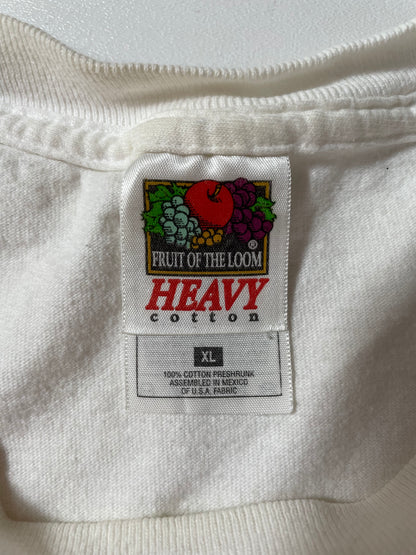 FRUIT OF THE LOOM ®
HEAVY
cotton
XL
100% COTTON PRESHRUNK
ASSEMBLED IN MEXICO
OF U.S.A. FABRIC